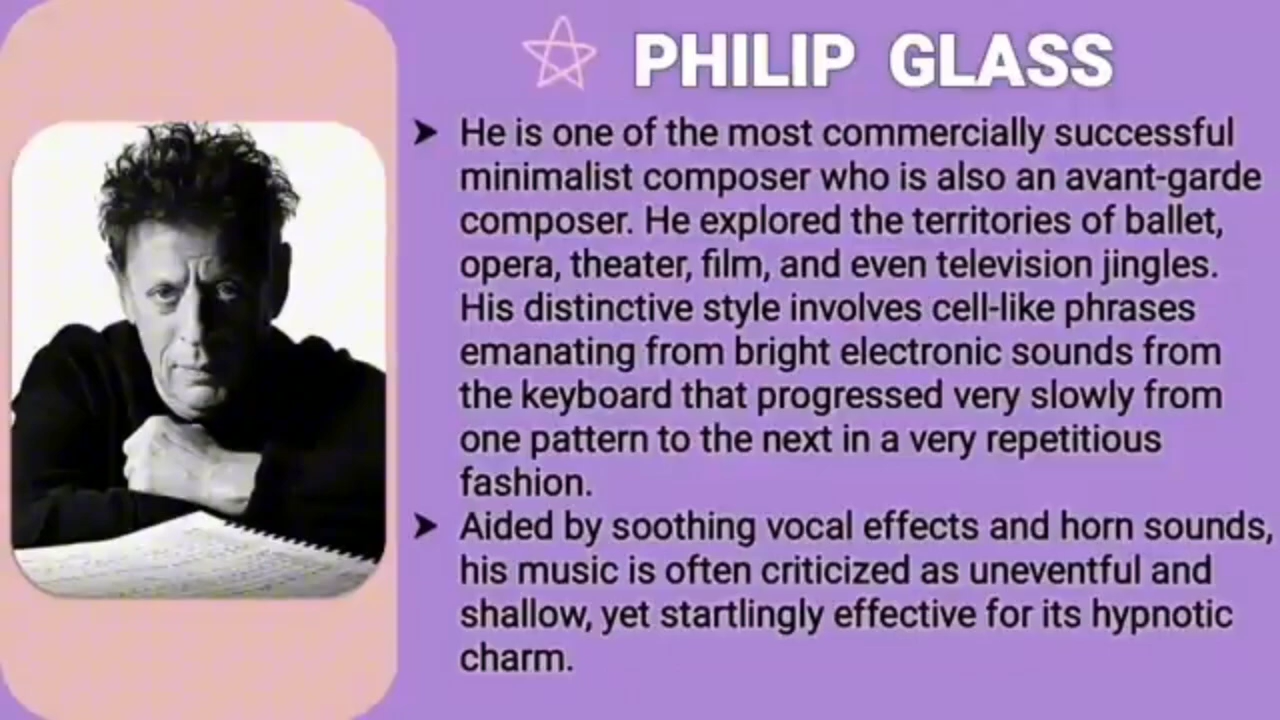 PHILIP GLASS
➤ He is one of the most commercially successful
minimalist composer who is also an avant-garde
composer. He explored the territories of ballet,
opera, theater, film, and even television jingles.
His distinctive style involves cell-like phrases
emanating from bright electronic sounds from
the keyboard that progressed very slowly from
one pattern to the next in a very repetitious
fashion.
➤ Aided by soothing vocal effects and horn sounds,
his music is often criticized as uneventful and
shallow, yet startlingly effective for its hypnotic
charm.